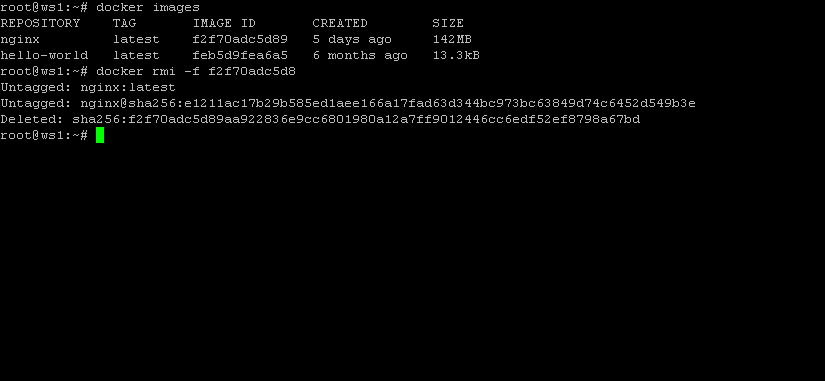 root@ws1:~# docker images
REPOSITORY    TAG       IMAGE ID       CREATED        SIZE
nginx         latest    f2f70adc5d89   5 days ago     142MB
hello-world   latest    feb5d9fea6a5   6 months ago   13.3kB
root@ws1:~# docker rmi -f f2f70adc5d8
Untagged: nginx:latest
Untagged: nginx@sha256:e1211ac17b29b585ed1aee166a17fad63d344bc973bc63849d74c6452d549b3e
Deleted: sha256:f2f70adc5d89aa922836e9cc6801980a12a7ff9012446cc6edf52ef8798a67bd
root@ws1:~#